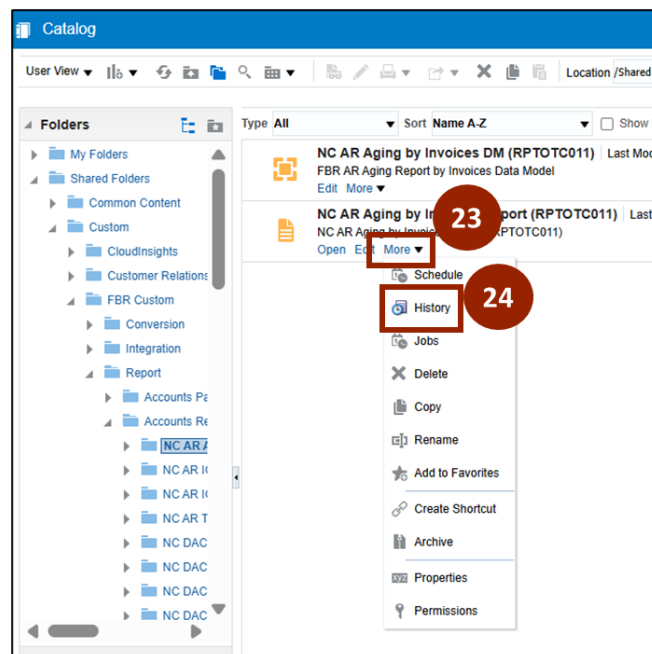 Catalog
User View
Location /Shared
Folders
My Folders
Shared Folders
Common Content
Custom
CloudInsights
Customer Relations
FBR Custom
Conversion
Integration
Report
Accounts Pa
Accounts Re
NC AR A
NC AR IC
NC AR IC
NC AR T
NC DAC
NC DAC
NC DAC
NC DAC
Type All Sort Name A-Z Show
NC AR Aging by Invoices DM (RPTOTC011) Last Mod
FBR AR Aging Report by Invoices Data Model
Edit More
NC AR Aging by In port (RPTOTC011) Last
NC AR Aging by Invoic RPTOTC011)
Open Edit More
23
Schedule
History
24
Jobs
Delete
Copy
Rename
Add to Favorites
Create Shortcut
Archive
xyz Properties
Permissions